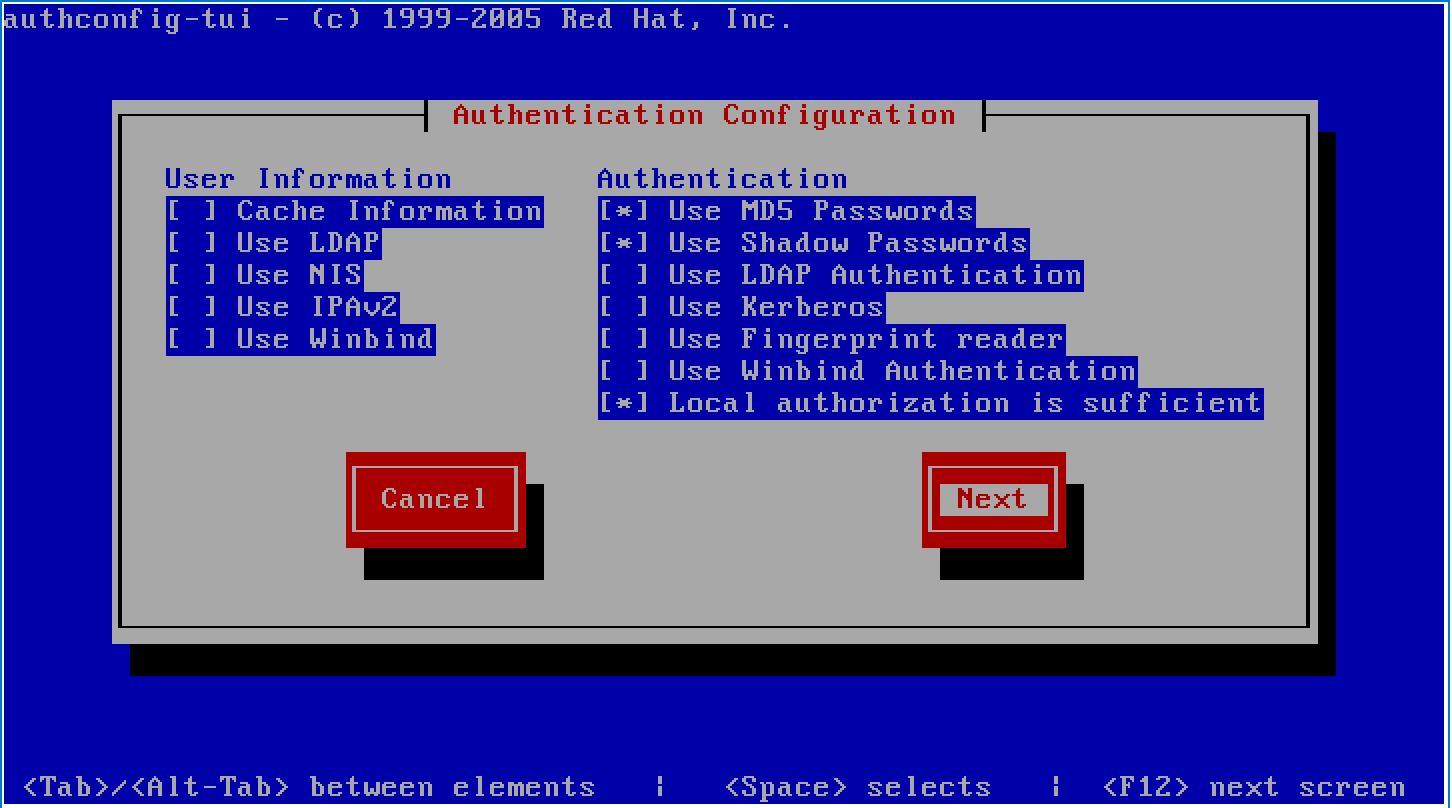 authconfig-tui - (c) 1999-2005 Red Hat, Inc.
Authentication Configuration
User Information
[ ] Cache Information
[ ] Use LDAP
[ ] Use NIS
[ ] Use IPAv2
[ ] Use Winbind
Authentication
[*] Use MD5 Passwords
[*] Use Shadow Passwords
[ ] Use LDAP Authentication
[ ] Use Kerberos
[ ] Use Fingerprint reader
[ ] Use Winbind Authentication
[*] Local authorization is sufficient
Cancel
Next
<Tab>/<Alt-Tab> between elements | <Space> selects | <F12> next screen